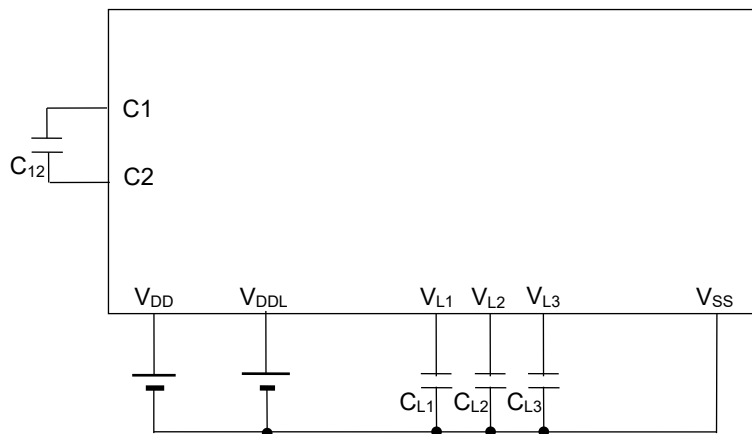 C1
C12
C2
VDD VDDL VL1 VL2 VL3 VSS
CL1 CL2 CL3